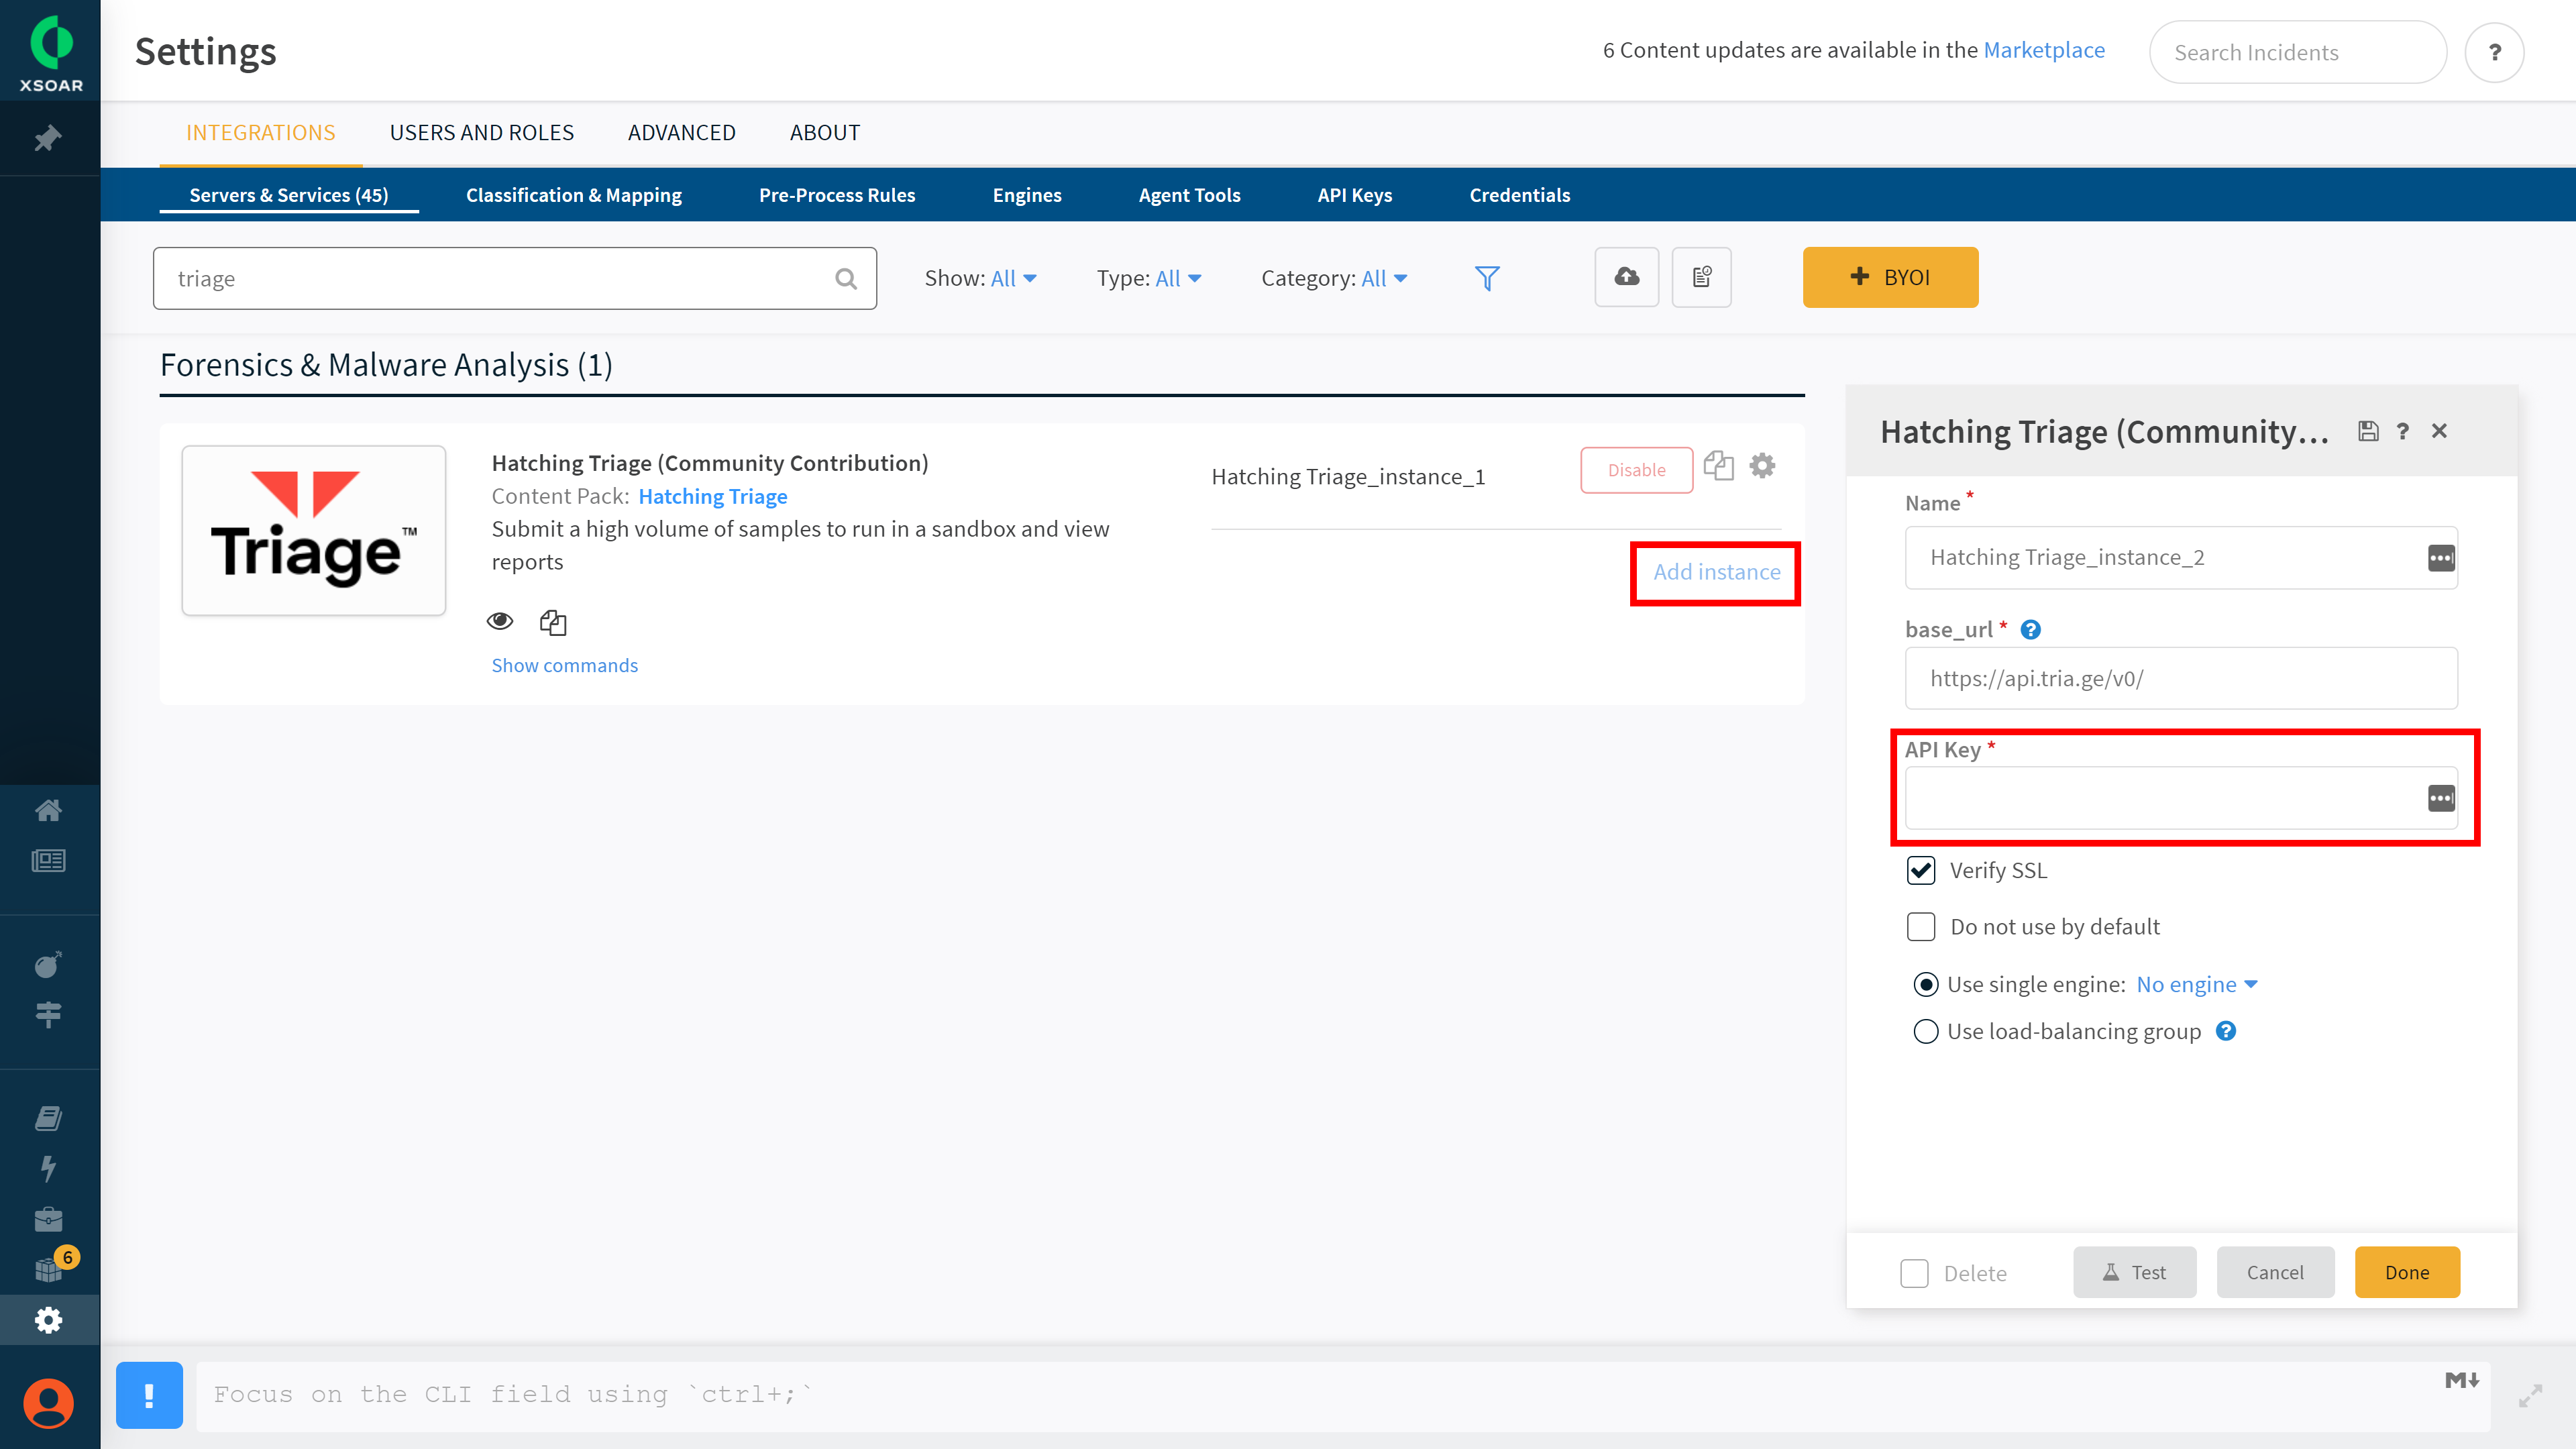 XSOAR
Settings
6 Content updates are available in the Marketplace
Search Incidents
?
INTEGRATIONS
USERS AND ROLES
ADVANCED
ABOUT
Servers & Services (45)
Classification & Mapping
Pre-Process Rules
Engines
Agent Tools
API Keys
Credentials
triage
Show: All
Type: All
Category: All
+ BYOI
Forensics & Malware Analysis (1)
Triage™
Hatching Triage (Community Contribution)
Content Pack: Hatching Triage
Submit a high volume of samples to run in a sandbox and view
reports
Show commands
Hatching Triage_instance_1
Disable
Add instance
Hatching Triage (Community...
?
Name *
Hatching Triage_instance_2
base_url * ?
https://api.tria.ge/v0/
API Key *
Verify SSL
Do not use by default
Use single engine: No engine
Use load-balancing group ?
Delete
Test
Cancel
Done
6
!
Focus on the CLI field using `ctrl+;`
M↓